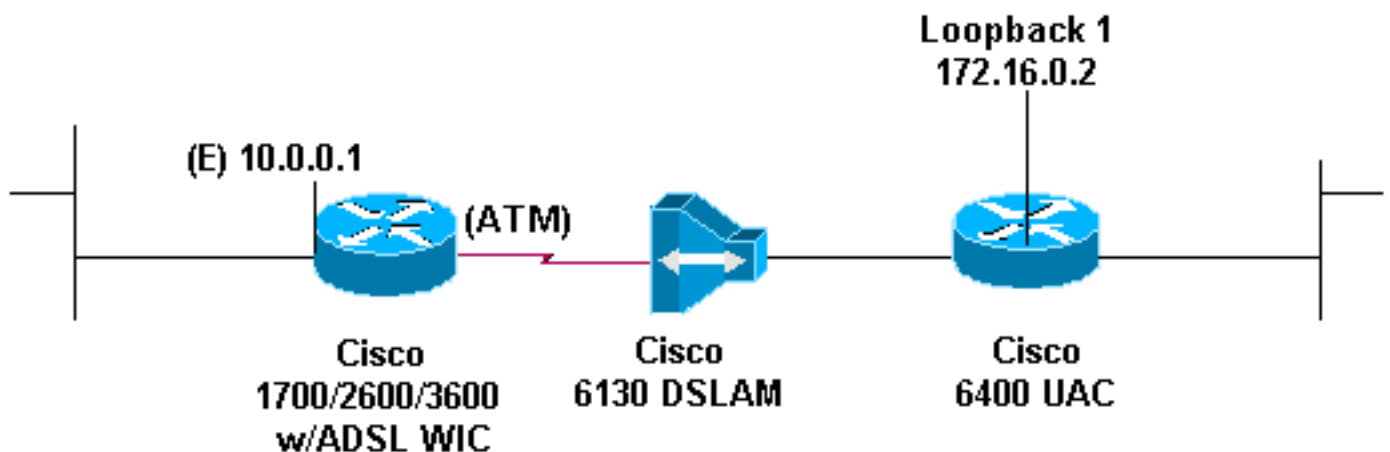 Loopback 1
172.16.0.2
(E) 10.0.0.1
(ATM)
Cisco
1700/2600/3600
w/ADSL WIC
Cisco
6130 DSLAM
Cisco
6400 UAC